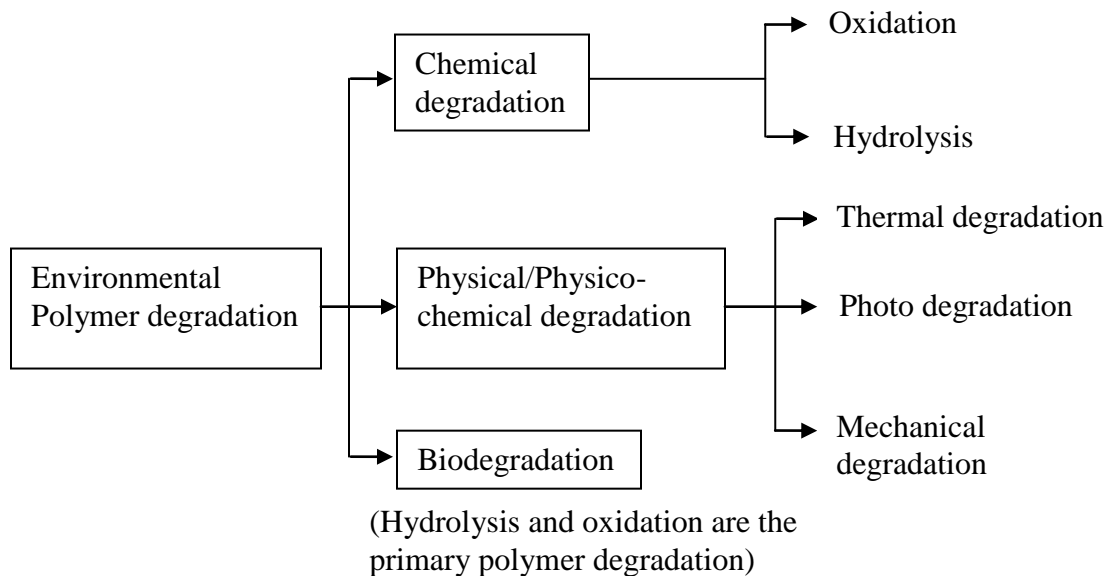 Oxidation
Chemical
degradation
Hydrolysis
Thermal degradation
Environmental
Polymer degradation
Physical/Physico-
chemical degradation
Photo degradation
Mechanical
degradation
Biodegradation
(Hydrolysis and oxidation are the
primary polymer degradation)